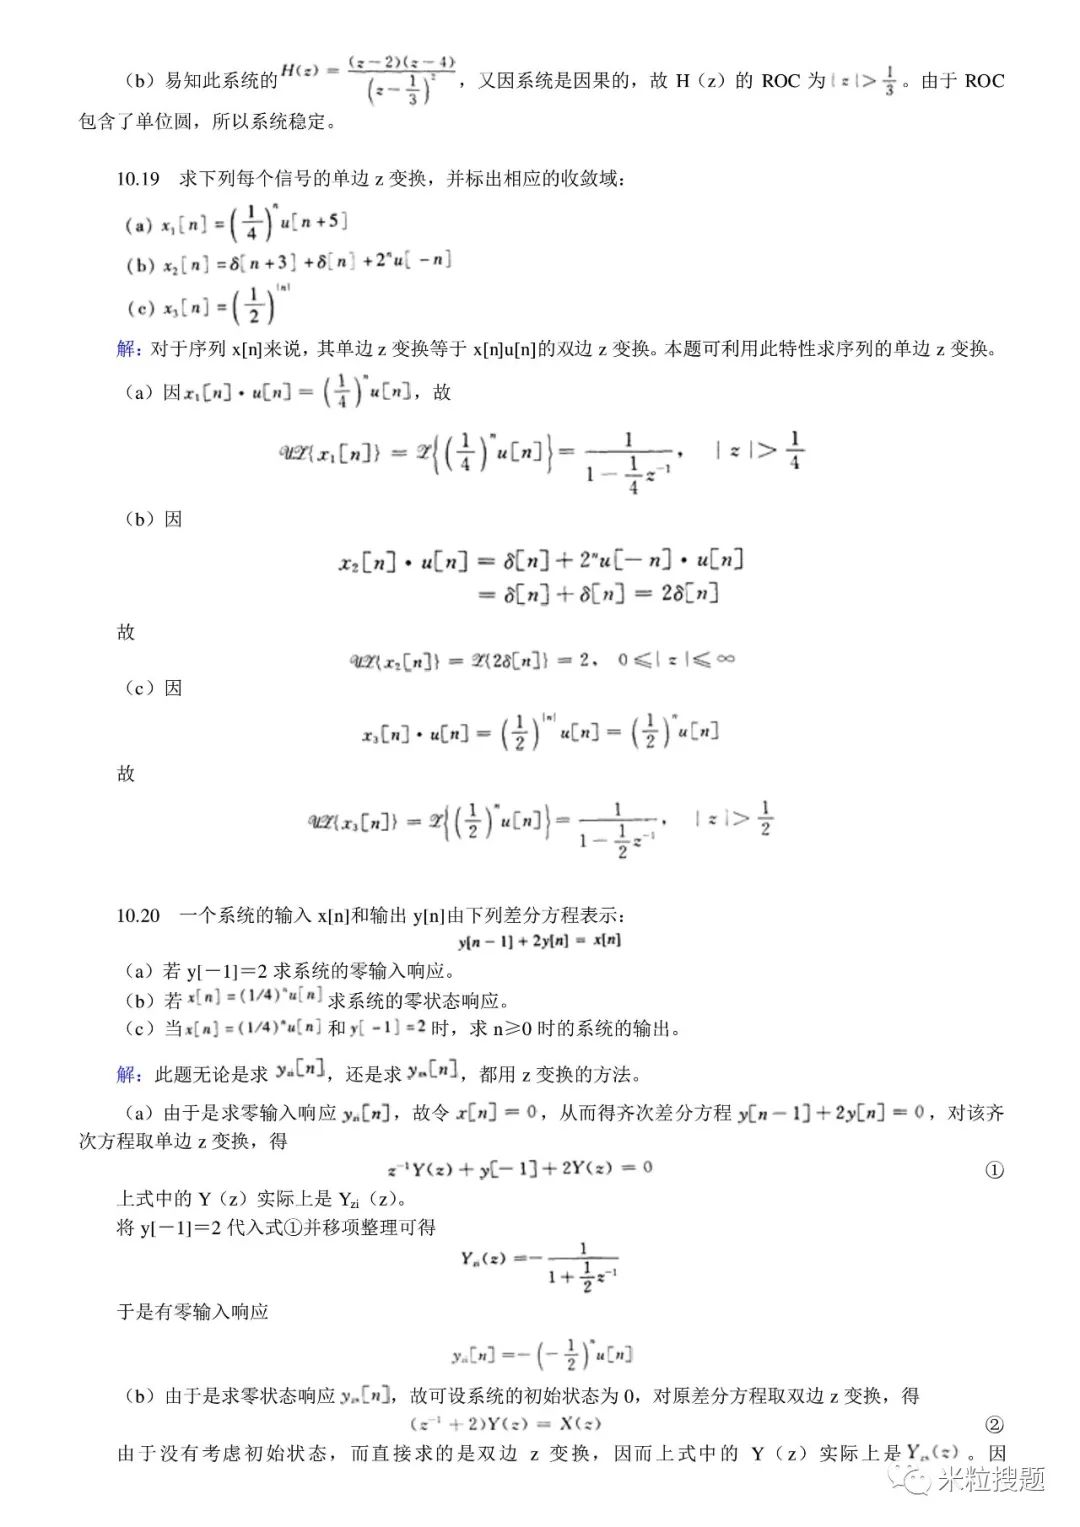 （b）易知此系统的 H(z) = (z−2)(z−4)/(z−1/3)²，又因系统是因果的，故 H（z）的 ROC 为 |z|>1/3。由于 ROC
包含了单位圆，所以系统稳定。
10.19 求下列每个信号的单边 z 变换，并标出相应的收敛域：
(a) x₁[n]=(1/4)ⁿu[n+5]
(b) x₂[n]=δ[n+3]+δ[n]+2ⁿu[−n]
(c) x₃[n]=(1/2)^|n|
解：对于序列 x[n]来说，其单边 z 变换等于 x[n]u[n]的双边 z 变换。本题可利用此特性求序列的单边 z 变换。
（a）因 x₁[n]·u[n]=(1/4)ⁿu[n]，故
𝒰𝒵{x₁[n]} = 𝒵{(1/4)ⁿu[n]} = 1/(1−(1/4)z⁻¹), |z|>1/4
（b）因
x₂[n]·u[n] = δ[n]+2ⁿu[−n]·u[n]
= δ[n]+δ[n] = 2δ[n]
故
𝒰𝒵{x₂[n]} = 𝒵{2δ[n]} = 2, 0≤|z|≤∞
（c）因
x₃[n]·u[n] = (1/2)^|n|u[n] = (1/2)ⁿu[n]
故
𝒰𝒵{x₃[n]} = 𝒵{(1/2)ⁿu[n]} = 1/(1−(1/2)z⁻¹), |z|>1/2
10.20 一个系统的输入 x[n]和输出 y[n]由下列差分方程表示：
y[n−1]+2y[n] = x[n]
（a）若 y[－1]＝2 求系统的零输入响应。
（b）若 x[n]=(1/4)ⁿu[n] 求系统的零状态响应。
（c）当 x[n]=(1/4)ⁿu[n] 和 y[−1]=2 时，求 n≥0 时的系统的输出。
解：此题无论是求 y_zi[n]，还是求 y_zs[n]，都用 z 变换的方法。
（a）由于是求零输入响应 y_zi[n]，故令 x[n]=0，从而得齐次差分方程 y[n−1]+2y[n]=0，对该齐
次方程取单边 z 变换，得
z⁻¹Y(z)+y[−1]+2Y(z) = 0 ①
上式中的 Y（z）实际上是 Y_zi（z）。
将 y[－1]＝2 代入式①并移项整理可得
Y_zi(z) = −1/(1+(1/2)z⁻¹)
于是有零输入响应
y_zi[n] = −(−1/2)ⁿu[n]
（b）由于是求零状态响应 y_zs[n]，故可设系统的初始状态为 0，对原差分方程取双边 z 变换，得
(z⁻¹+2)Y(z) = X(z) ②
由于没有考虑初始状态，而直接求的是双边 z 变换，因而上式中的 Y（z）实际上是 Y_zs(z)。因
米粒搜题